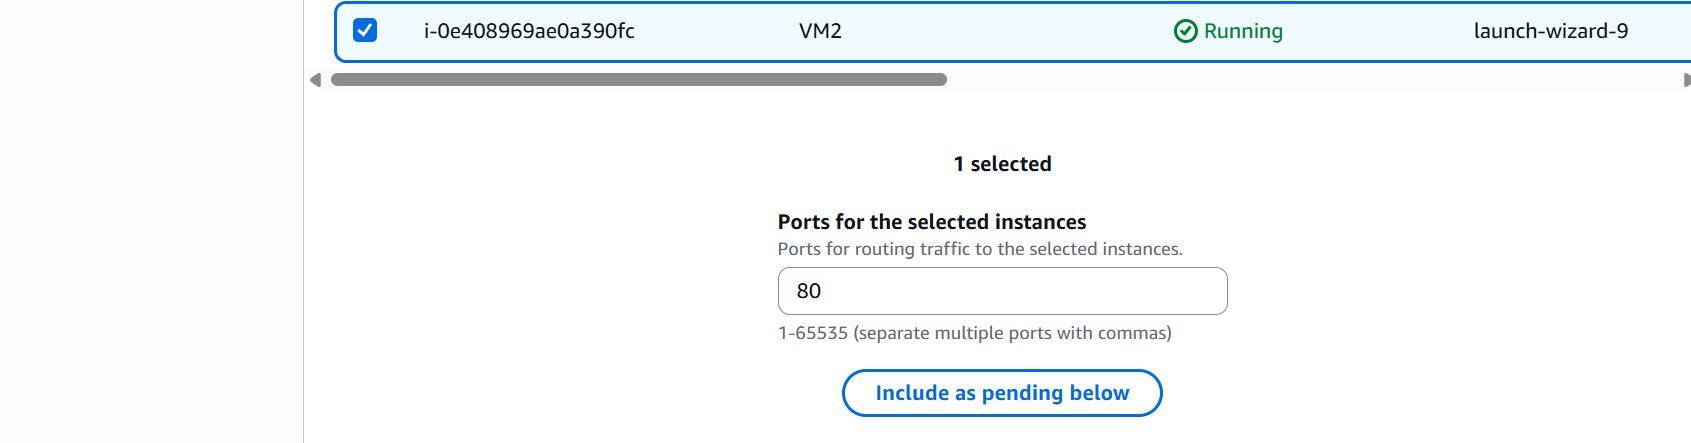 i-0e408969ae0a390fc VM2 Running launch-wizard-9
1 selected
Ports for the selected instances
Ports for routing traffic to the selected instances.
80
1-65535 (separate multiple ports with commas)
Include as pending below